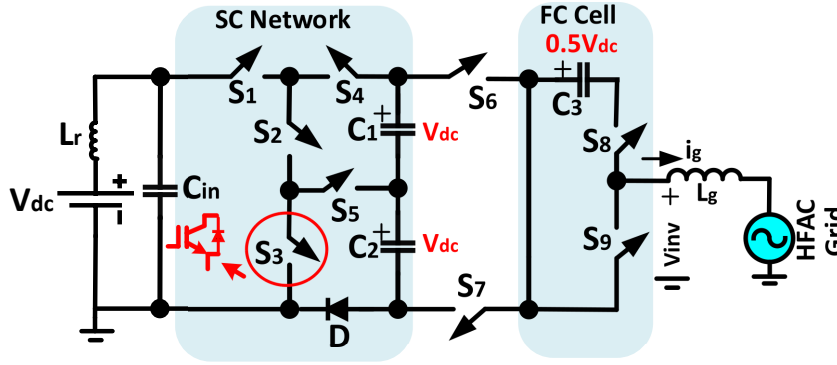 SC Network
FC Cell
0.5Vdc
+
C3
S1
S4
S6
Lr
S2
C1
+
Vdc
S8
ig
Vdc
+
Cin
S5
S3
C2
+
Vdc
S9
+
Lg
Vinv
HFAC
Grid
S7
D